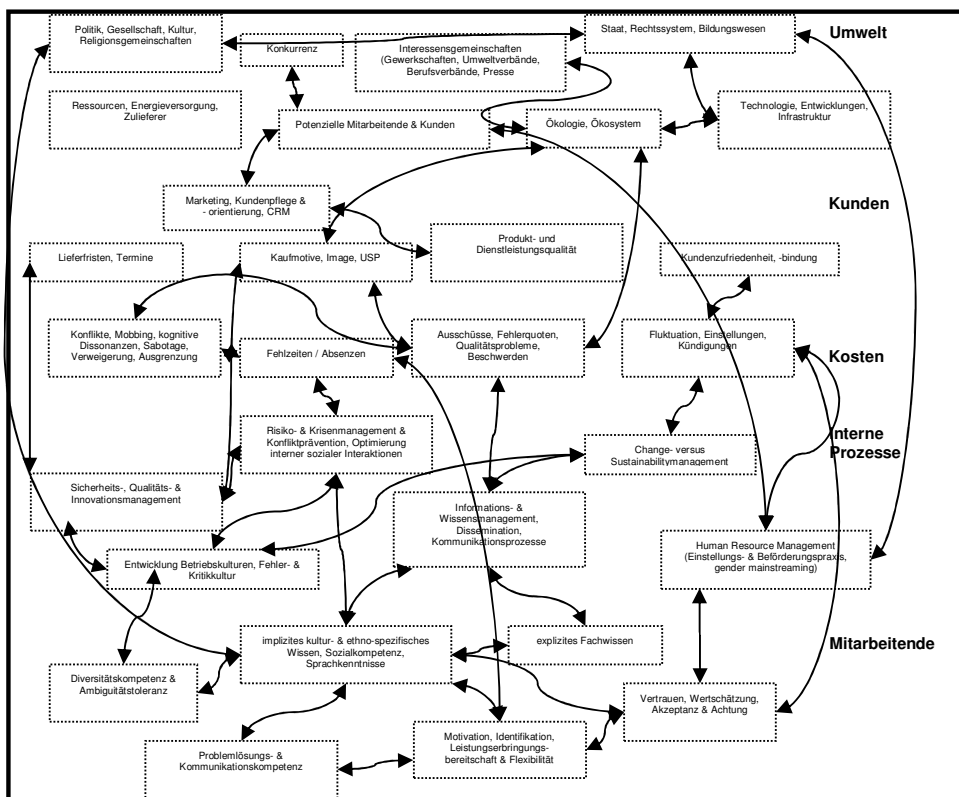 Politik, Gesellschaft, Kultur,
Religionsgemeinschaften
Konkurrenz
Interessensgemeinschaften
(Gewerkschaften, Umweltverbände,
Berufsverbände, Presse
Staat, Rechtssystem, Bildungswesen
Umwelt
Ressourcen, Energieversorgung,
Zulieferer
Potenzielle Mitarbeitende & Kunden
Ökologie, Ökosystem
Technologie, Entwicklungen,
Infrastruktur
Marketing, Kundenpflege &
- orientierung, CRM
Kunden
Lieferfristen, Termine
Kaufmotive, Image, USP
Produkt- und
Dienstleistungsqualität
Kundenzufriedenheit, -bindung
Konflikte, Mobbing, kognitive
Dissonanzen, Sabotage,
Verweigerung, Ausgrenzung
Fehlzeiten / Absenzen
Ausschüsse, Fehlerquoten,
Qualitätsprobleme,
Beschwerden
Fluktuation, Einstellungen,
Kündigungen
Kosten
Risiko- & Krisenmanagement &
Konfliktprävention, Optimierung
interner sozialer Interaktionen
Change- versus
Sustainabilitymanagement
Interne
Prozesse
Sicherheits-, Qualitäts- &
Innovationsmanagement
Informations- &
Wissensmanagement,
Dissemination,
Kommunikationsprozesse
Entwicklung Betriebskulturen, Fehler- &
Kritikkultur
Human Resource Management
(Einstellungs- & Beförderungspraxis,
gender mainstreaming)
implizites kultur- & ethno-spezifisches
Wissen, Sozialkompetenz,
Sprachkenntnisse
explizites Fachwissen
Mitarbeitende
Diversitätskompetenz &
Ambiguitätstoleranz
Vertrauen, Wertschätzung,
Akzeptanz & Achtung
Problemlösungs- &
Kommunikationskompetenz
Motivation, Identifikation,
Leistungserbringungs-
bereitschaft & Flexibilität